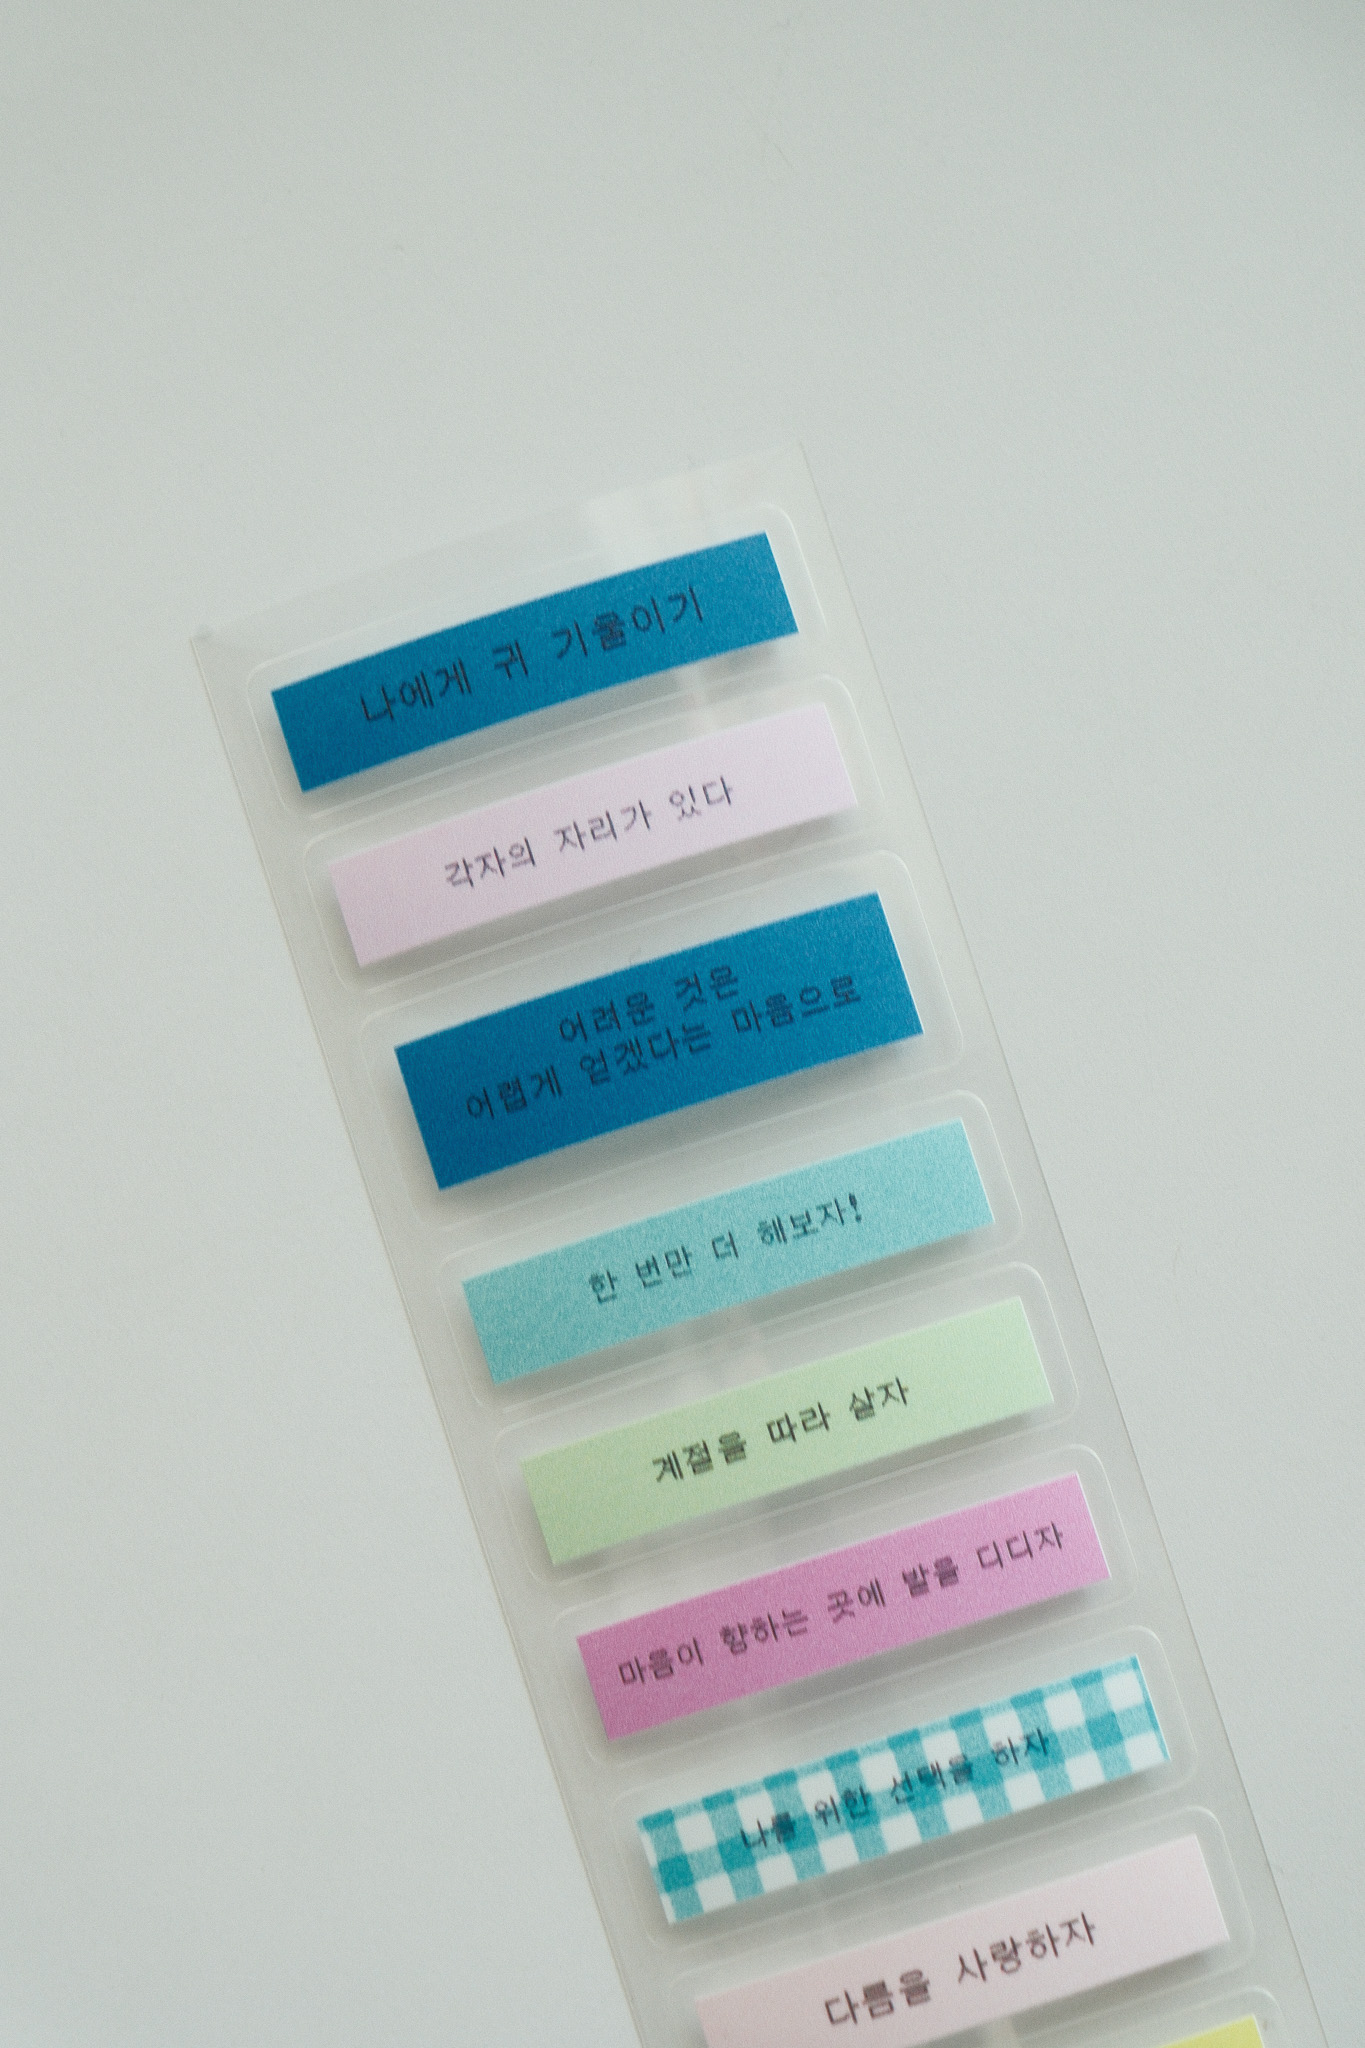 나에게 귀 기울이기
각자의 자리가 있다
어려운 것은
어렵게 얻겠다는 마음으로
한 번만 더 해보자!
계절을 따라 살자
마음이 향하는 곳에 발을 디디자
나를 위한 선택을 하자
다름을 사랑하자